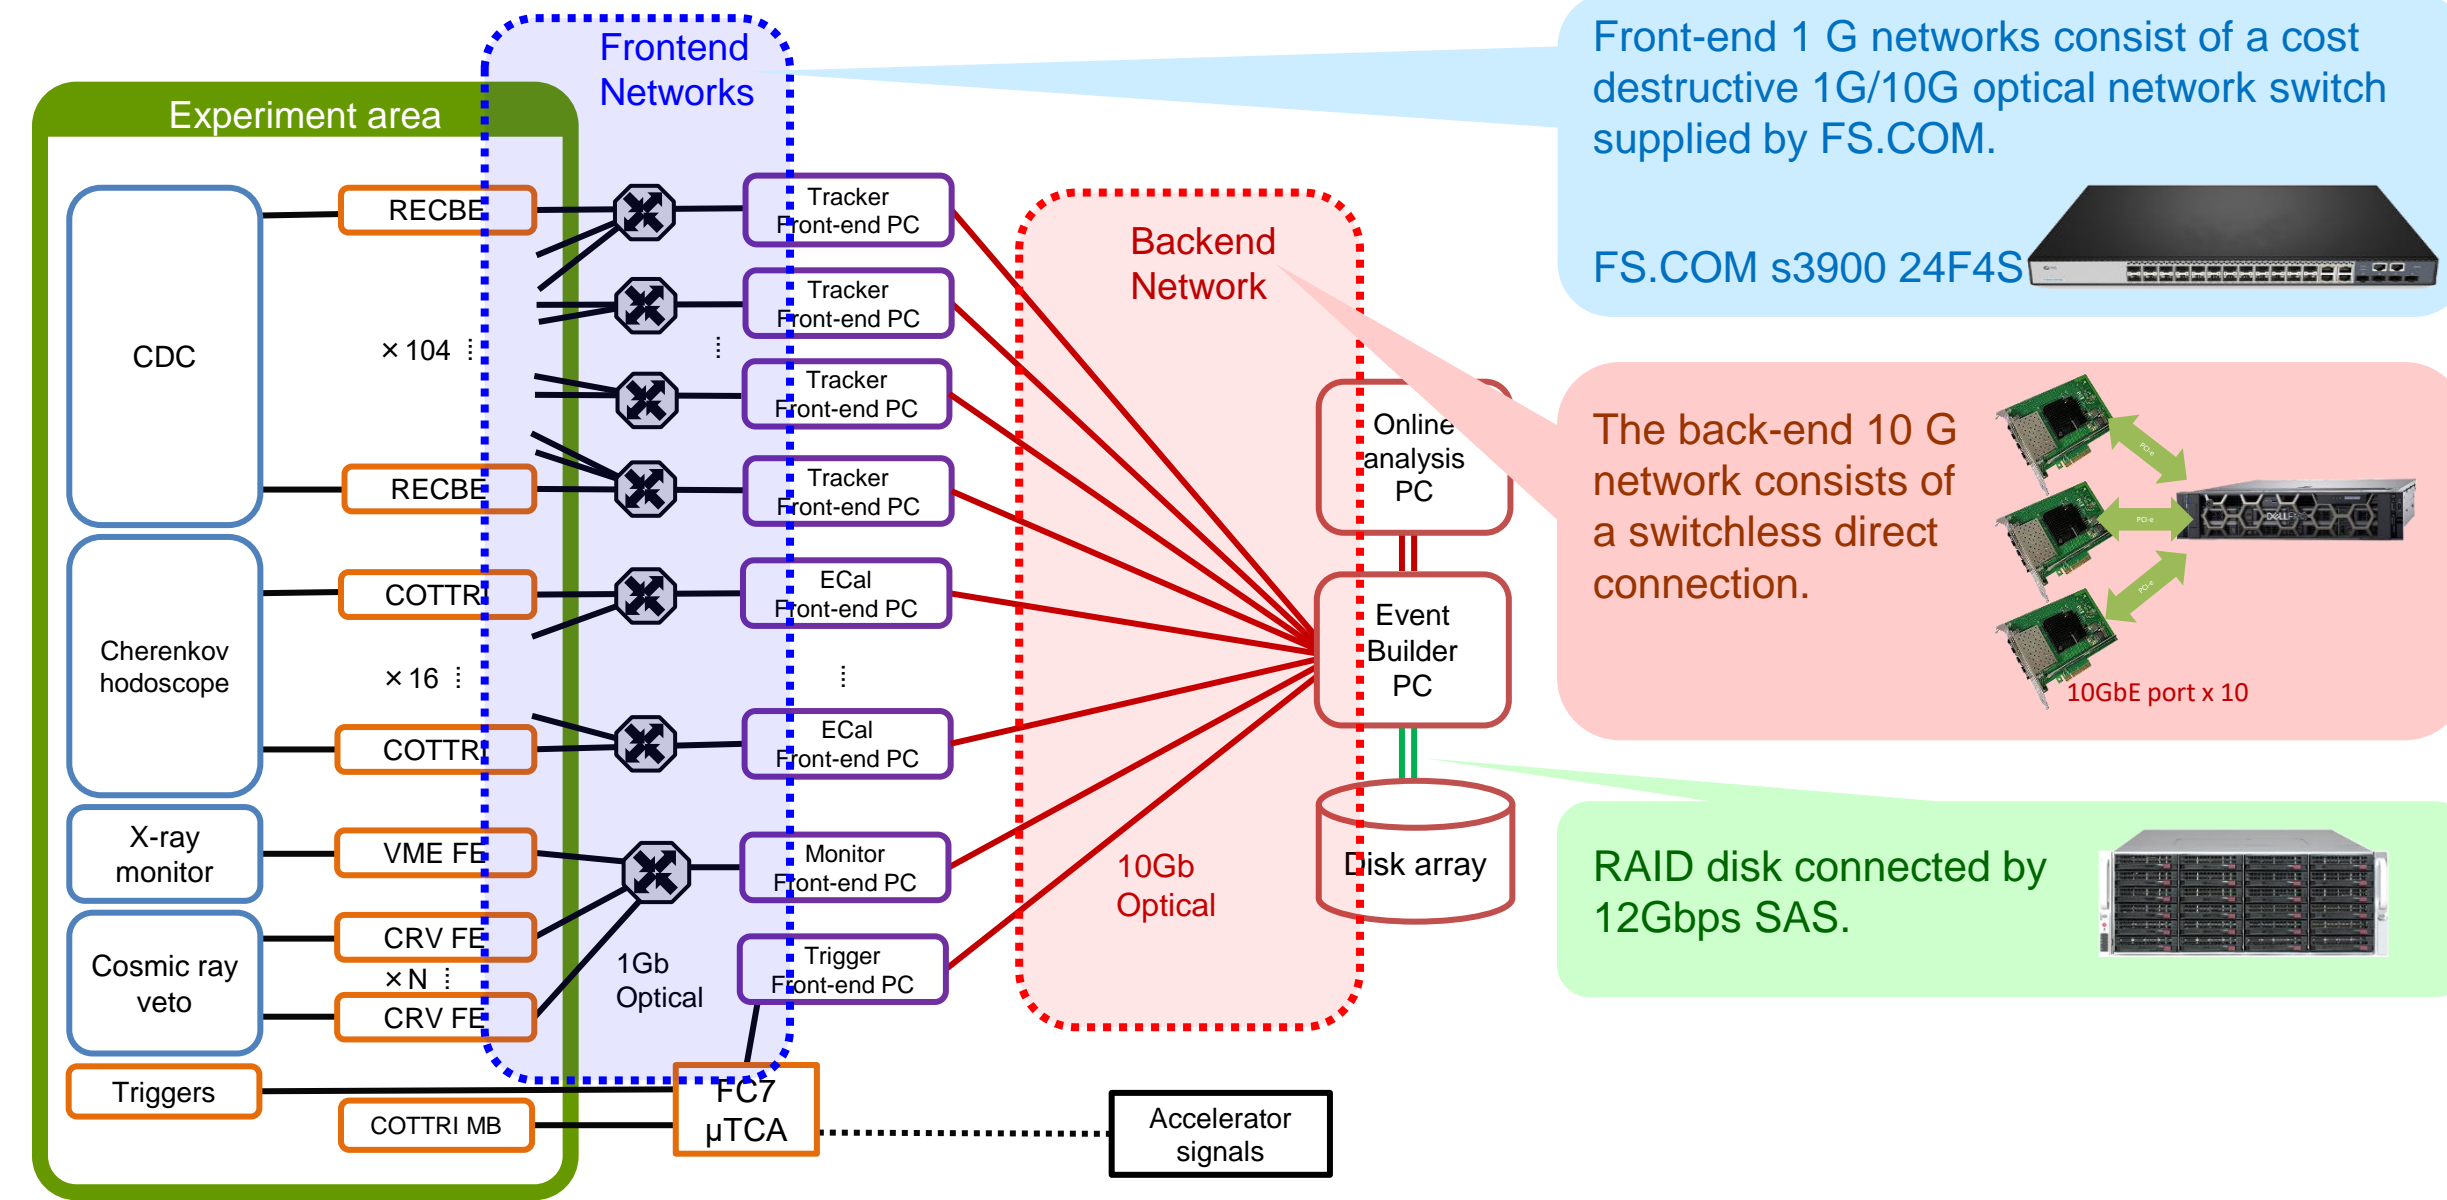 Frontend
Networks
Experiment area
CDC
RECBE
× 104
RECBE
Cherenkov
hodoscope
COTTRI
× 16
COTTRI
X-ray
monitor
VME FE
Cosmic ray
veto
CRV FE
× N
CRV FE
Triggers
COTTRI MB
1Gb
Optical
Tracker
Front-end PC
Tracker
Front-end PC
Tracker
Front-end PC
Tracker
Front-end PC
ECal
Front-end PC
ECal
Front-end PC
Monitor
Front-end PC
Trigger
Front-end PC
FC7
µTCA
Accelerator
signals
Backend
Network
10Gb
Optical
Online
analysis
PC
Event
Builder
PC
Disk array
Front-end 1 G networks consist of a cost
destructive 1G/10G optical network switch
supplied by FS.COM.
FS.COM s3900 24F4S
The back-end 10 G
network consists of
a switchless direct
connection.
PCI-e
PCI-e
PCI-e
10GbE port x 10
RAID disk connected by
12Gbps SAS.